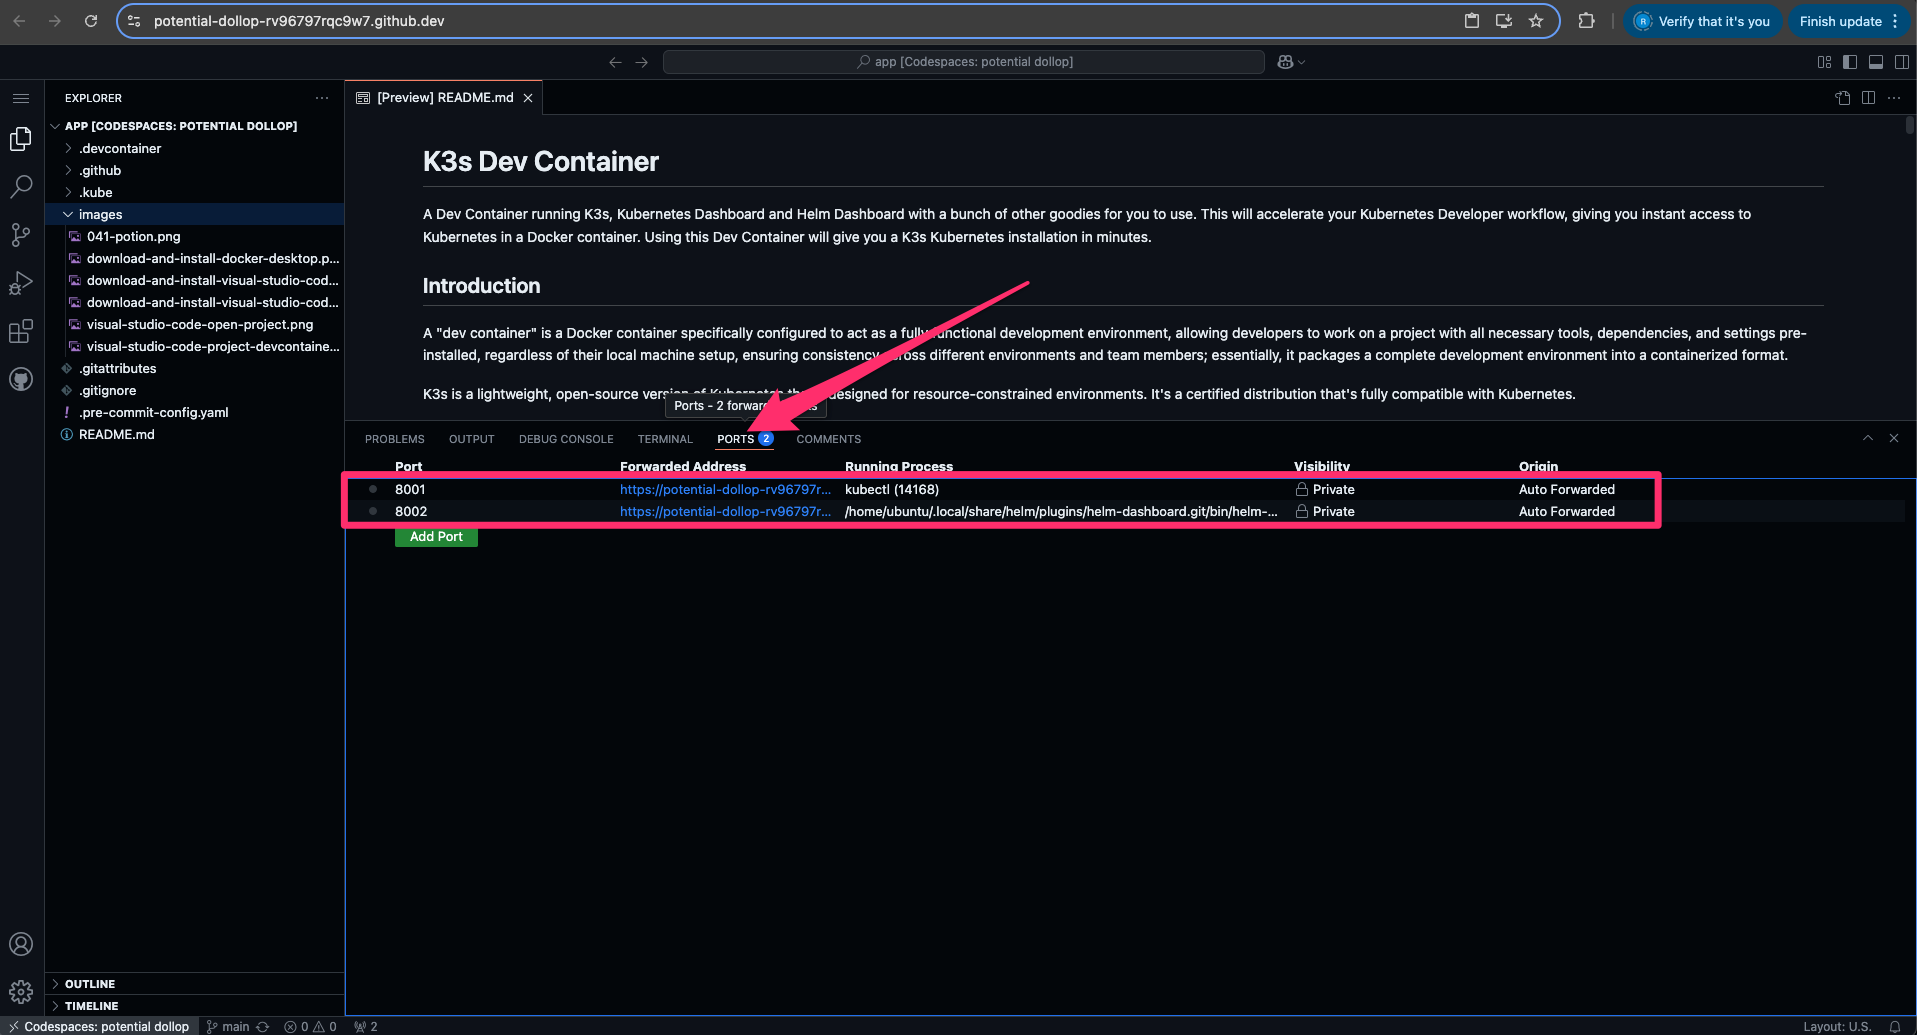 potential-dollop-rv96797rqc9w7.github.dev
R
Verify that it's you
Finish update
app [Codespaces: potential dollop]
EXPLORER
[Preview] README.md
APP [CODESPACES: POTENTIAL DOLLOP]
.devcontainer
.github
.kube
images
041-potion.png
download-and-install-docker-desktop.p...
download-and-install-visual-studio-cod...
download-and-install-visual-studio-cod...
visual-studio-code-open-project.png
visual-studio-code-project-devcontaine...
.gitattributes
.gitignore
.pre-commit-config.yaml
README.md
K3s Dev Container
A Dev Container running K3s, Kubernetes Dashboard and Helm Dashboard with a bunch of other goodies for you to use. This will accelerate your Kubernetes Developer workflow, giving you instant access to
Kubernetes in a Docker container. Using this Dev Container will give you a K3s Kubernetes installation in minutes.
Introduction
A "dev container" is a Docker container specifically configured to act as a fully functional development environment, allowing developers to work on a project with all necessary tools, dependencies, and settings pre-
installed, regardless of their local machine setup, ensuring consistency across different environments and team members; essentially, it packages a complete development environment into a containerized format.
K3s is a lightweight, open-source version of Kubernetes designed for resource-constrained environments. It's a certified distribution that's fully compatible with Kubernetes.
Ports - 2 forwar
PROBLEMS
OUTPUT
DEBUG CONSOLE
TERMINAL
PORTS 2
COMMENTS
Port Forwarded Address Running Process Visibility Origin
8001 https://potential-dollop-rv96797r... kubectl (14168) Private Auto Forwarded
8002 https://potential-dollop-rv96797r... /home/ubuntu/.local/share/helm/plugins/helm-dashboard.git/bin/helm-... Private Auto Forwarded
Add Port
OUTLINE
TIMELINE
Codespaces: potential dollop
main
0 0
2
Layout: U.S.